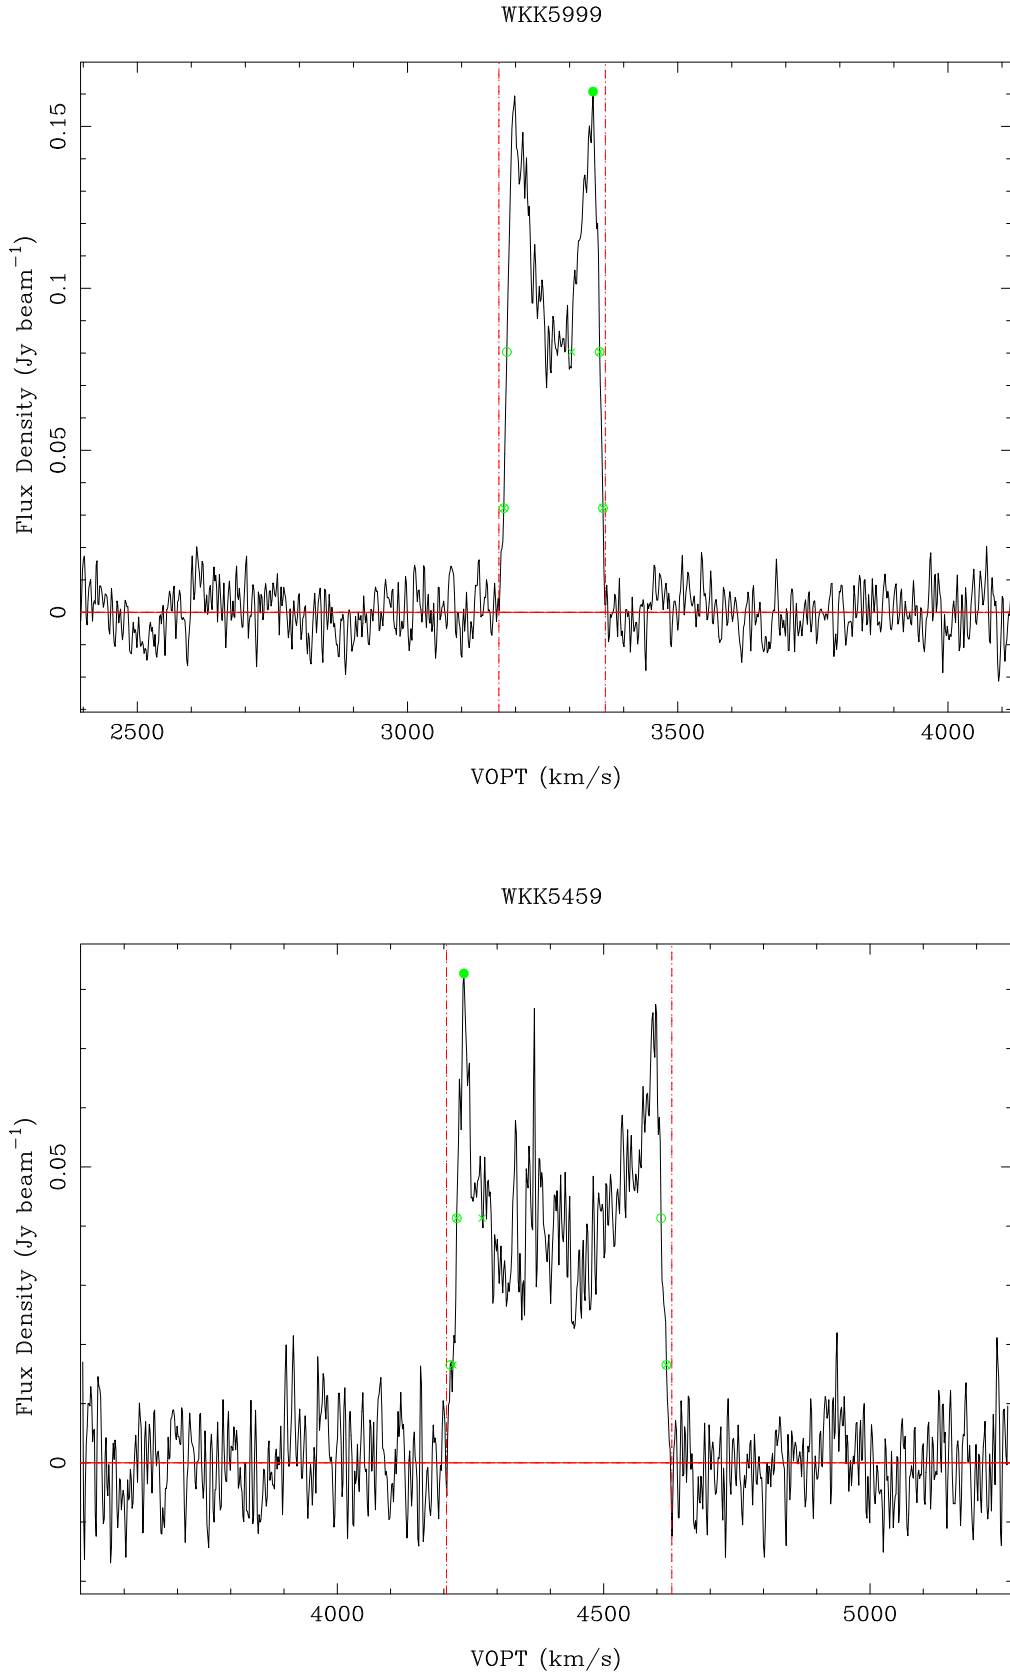 WKK5999
Flux Density (Jy beam⁻¹)
0.15
0.1
0.05
0
2500 3000 3500 4000
VOPT (km/s)
WKK5459
Flux Density (Jy beam⁻¹)
0.05
0
4000 4500 5000
VOPT (km/s)